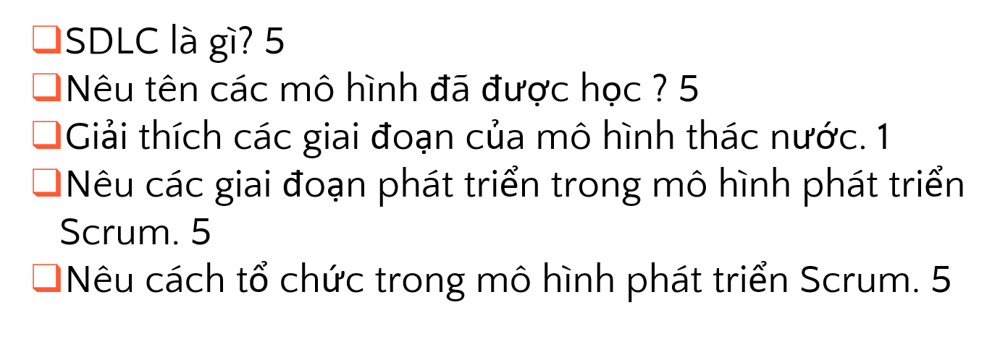 ❑SDLC là gì? 5
❑Nêu tên các mô hình đã được học ? 5
❑Giải thích các giai đoạn của mô hình thác nước. 1
❑Nêu các giai đoạn phát triển trong mô hình phát triển
Scrum. 5
❑Nêu cách tổ chức trong mô hình phát triển Scrum. 5